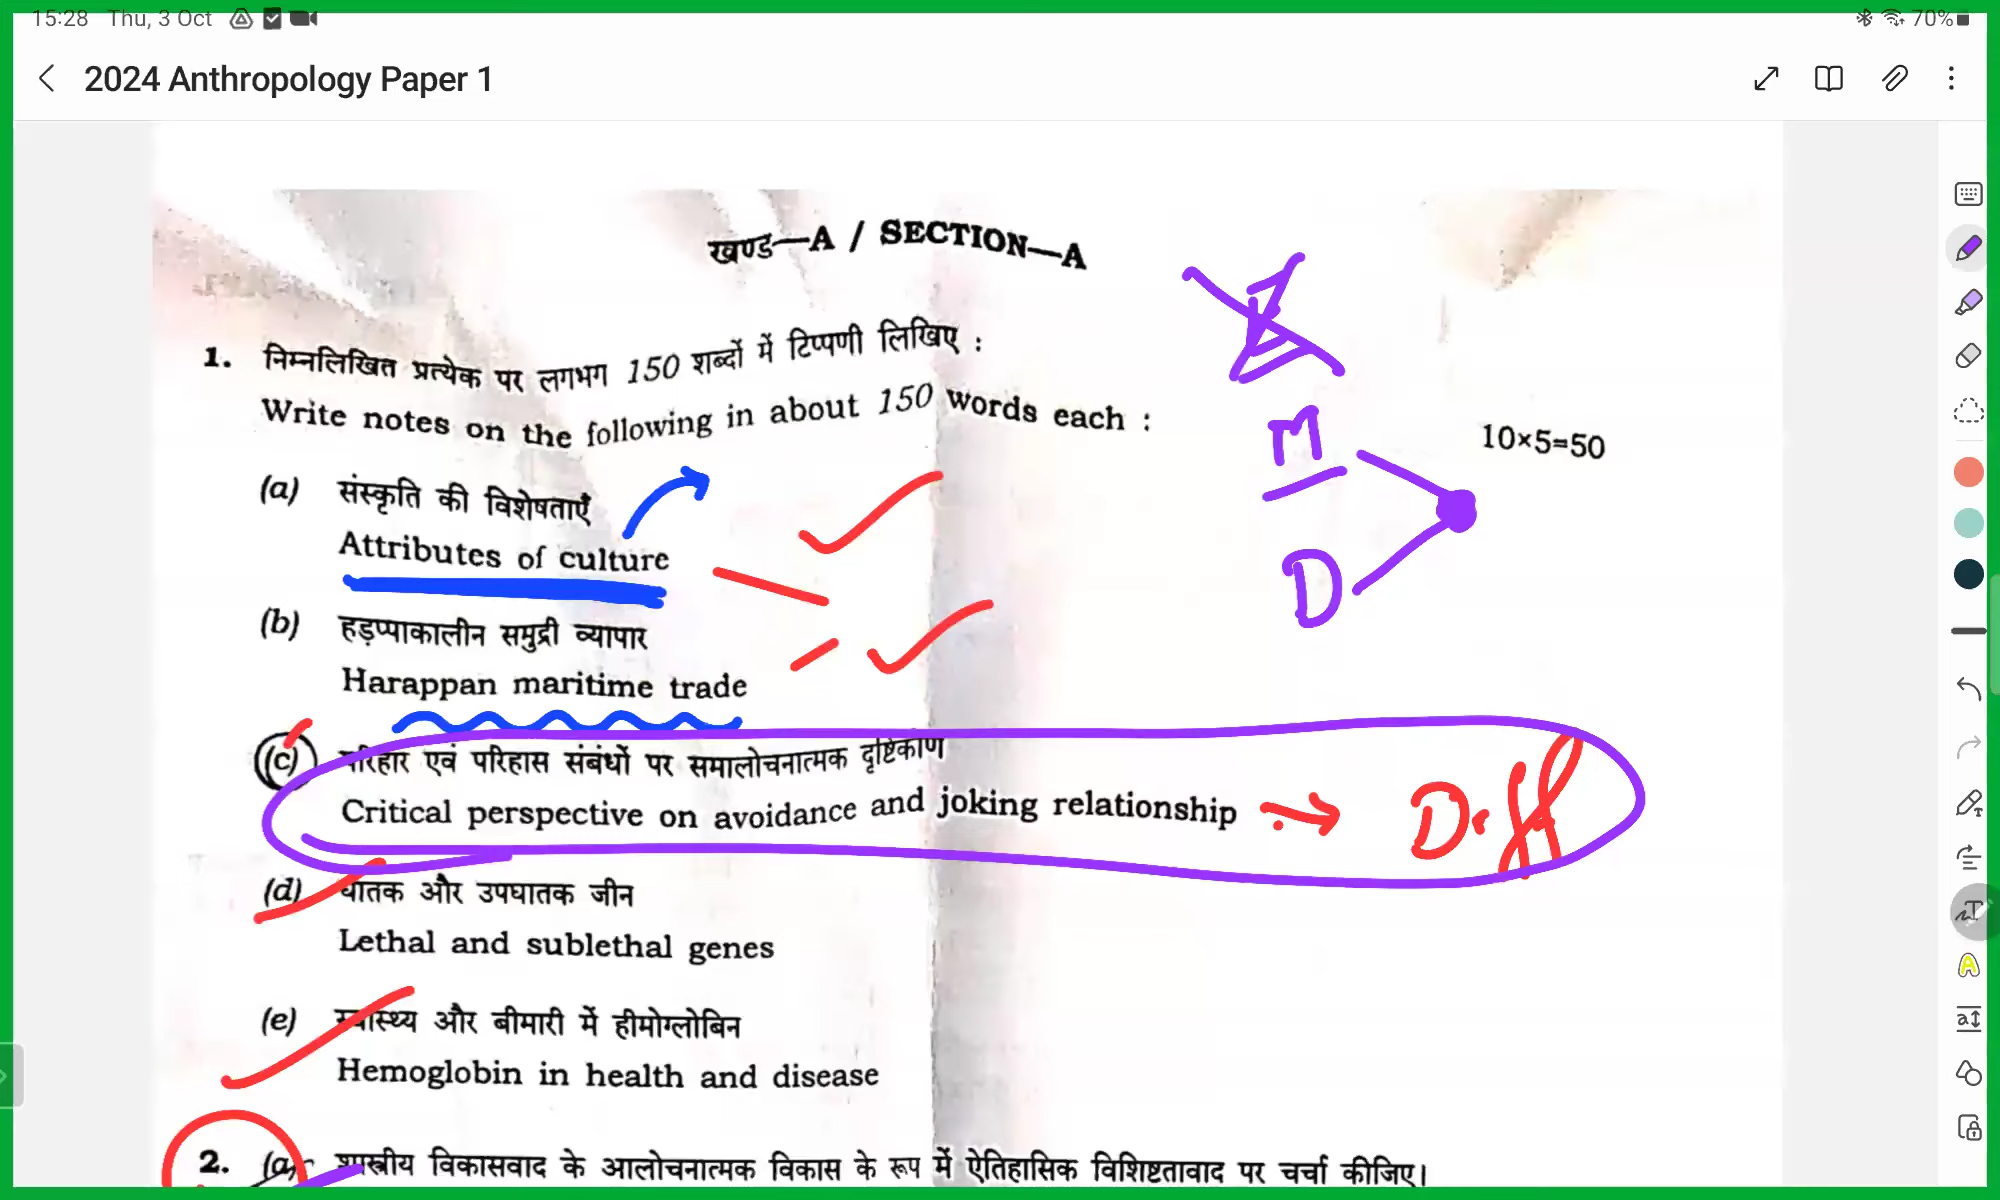 15:28 Thu, 3 Oct 70%
2024 Anthropology Paper 1
खण्ड—A / SECTION—A
1. निम्नलिखित प्रत्येक पर लगभग 150 शब्दों में टिप्पणी लिखिए :
Write notes on the following in about 150 words each : 10×5=50
M
D
(a) संस्कृति की विशेषताएँ
Attributes of culture
(b) हड़प्पाकालीन समुद्री व्यापार
Harappan maritime trade
(c) परिहार एवं परिहास संबंधों पर समालोचनात्मक दृष्टिकोण
Critical perspective on avoidance and joking relationship Diff
(d) घातक और उपघातक जीन
Lethal and sublethal genes
(e) स्वास्थ्य और बीमारी में हीमोग्लोबिन
Hemoglobin in health and disease
2. (a) शास्त्रीय विकासवाद के आलोचनात्मक विकास के रूप में ऐतिहासिक विशिष्टतावाद पर चर्चा कीजिए।